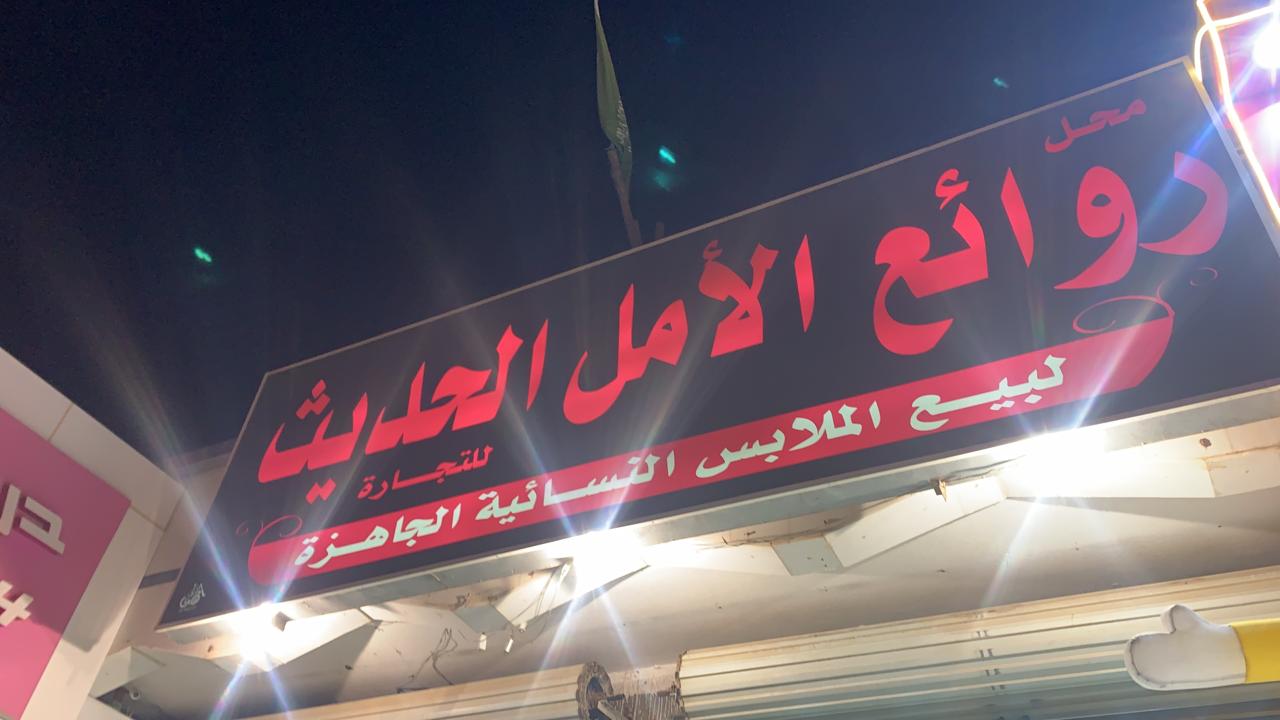 محل
روائع الأمل الحديث
للتجارة
لبيع الملابس النسائية الجاهزة